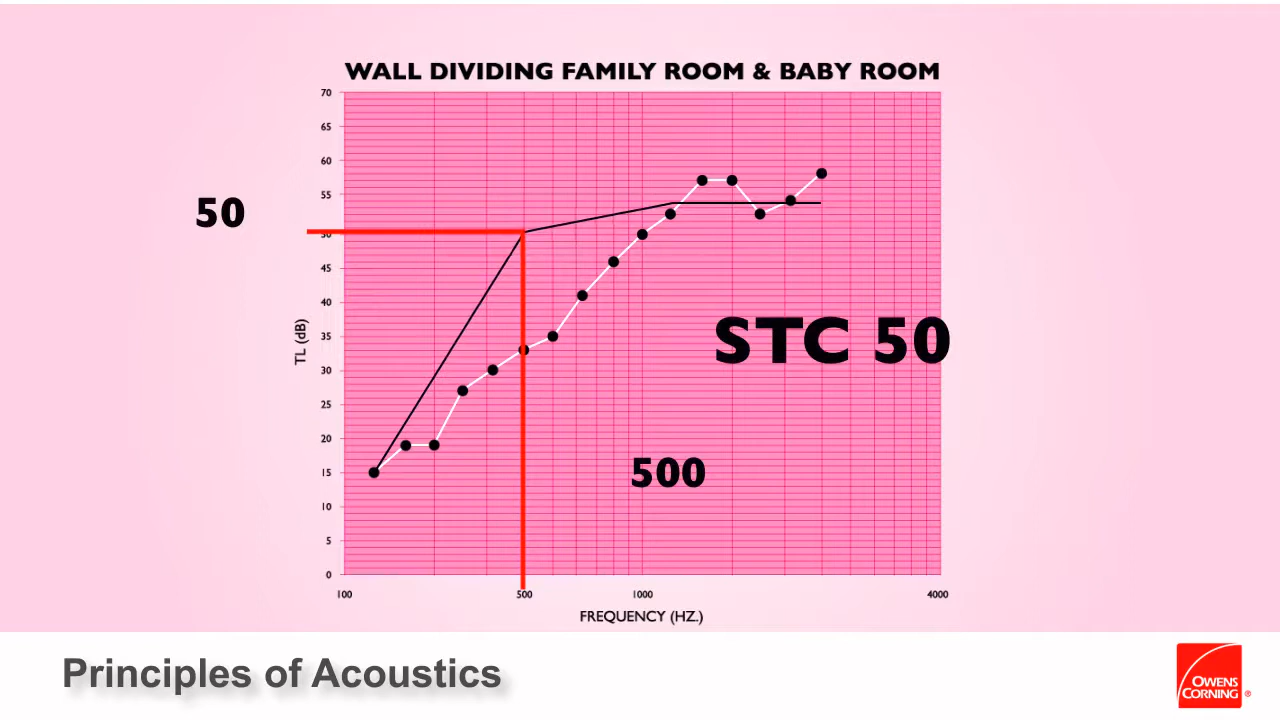 WALL DIVIDING FAMILY ROOM & BABY ROOM
70
65
60
55
50
50
45
40
35
30
25
20
15
10
5
0
TL (dB)
STC 50
500
100 500 1000 4000
FREQUENCY (HZ.)
Principles of Acoustics
OWENS
CORNING®